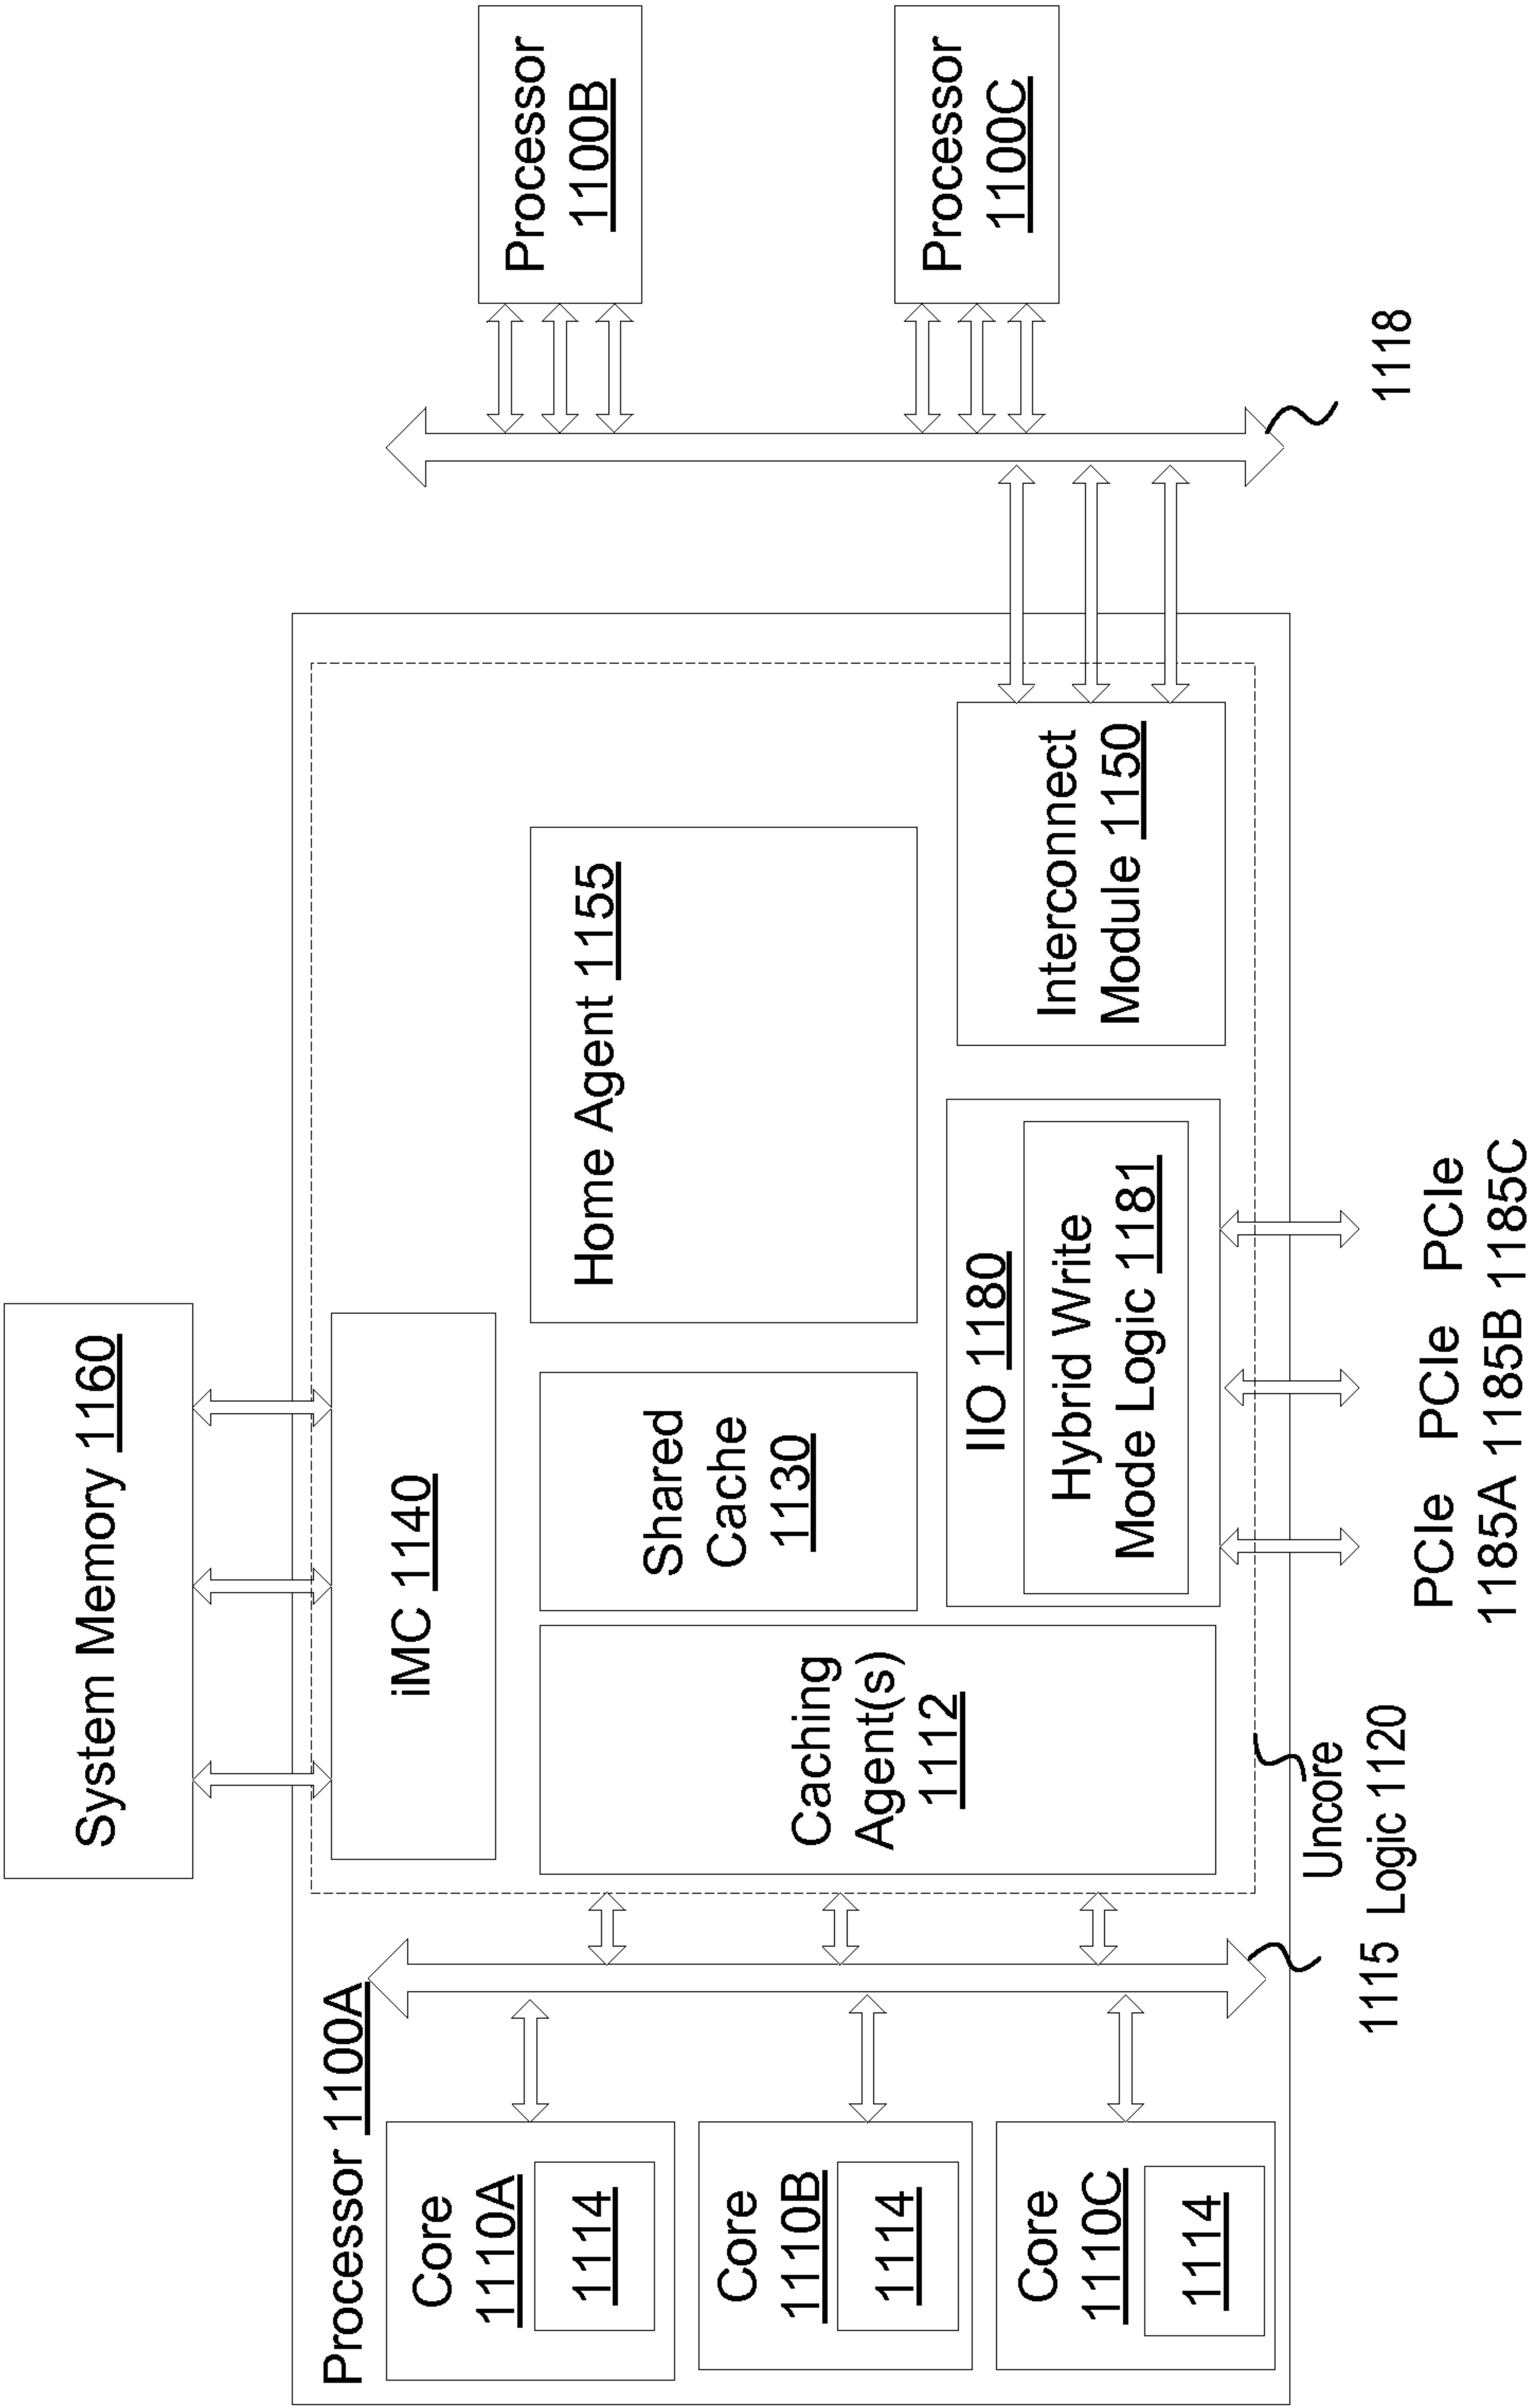 System Memory 1160
Processor 1100A
Core
1110A
1114
Core
1110B
1114
Core
1110C
1114
iMC 1140
Caching
Agent(s)
1112
Shared
Cache
1130
Home Agent 1155
IIO 1180
Hybrid Write
Mode Logic 1181
Interconnect
Module 1150
Processor
1100B
Processor
1100C
1118
1115
Uncore
Logic 1120
PCIe PCIe PCIe
1185A 1185B 1185C